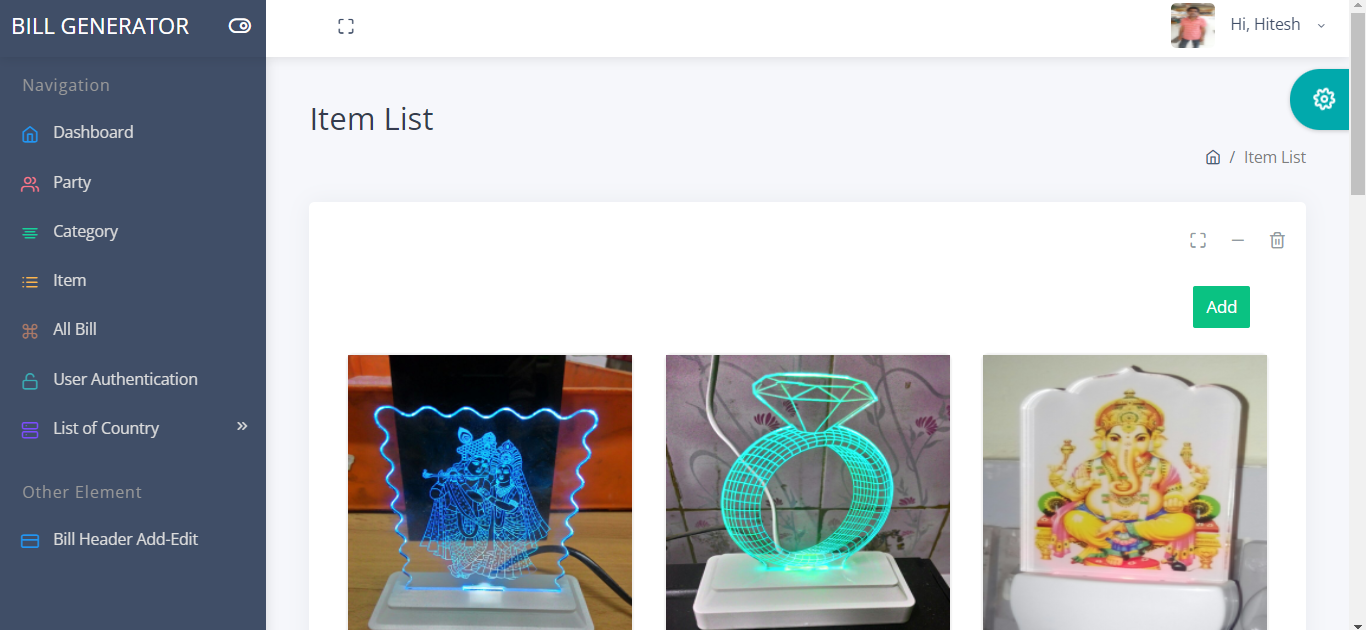 BILL GENERATOR
Hi, Hitesh
Navigation
Dashboard
Party
Category
Item
All Bill
User Authentication
List of Country
Other Element
Bill Header Add-Edit
Item List
/ Item List
Add